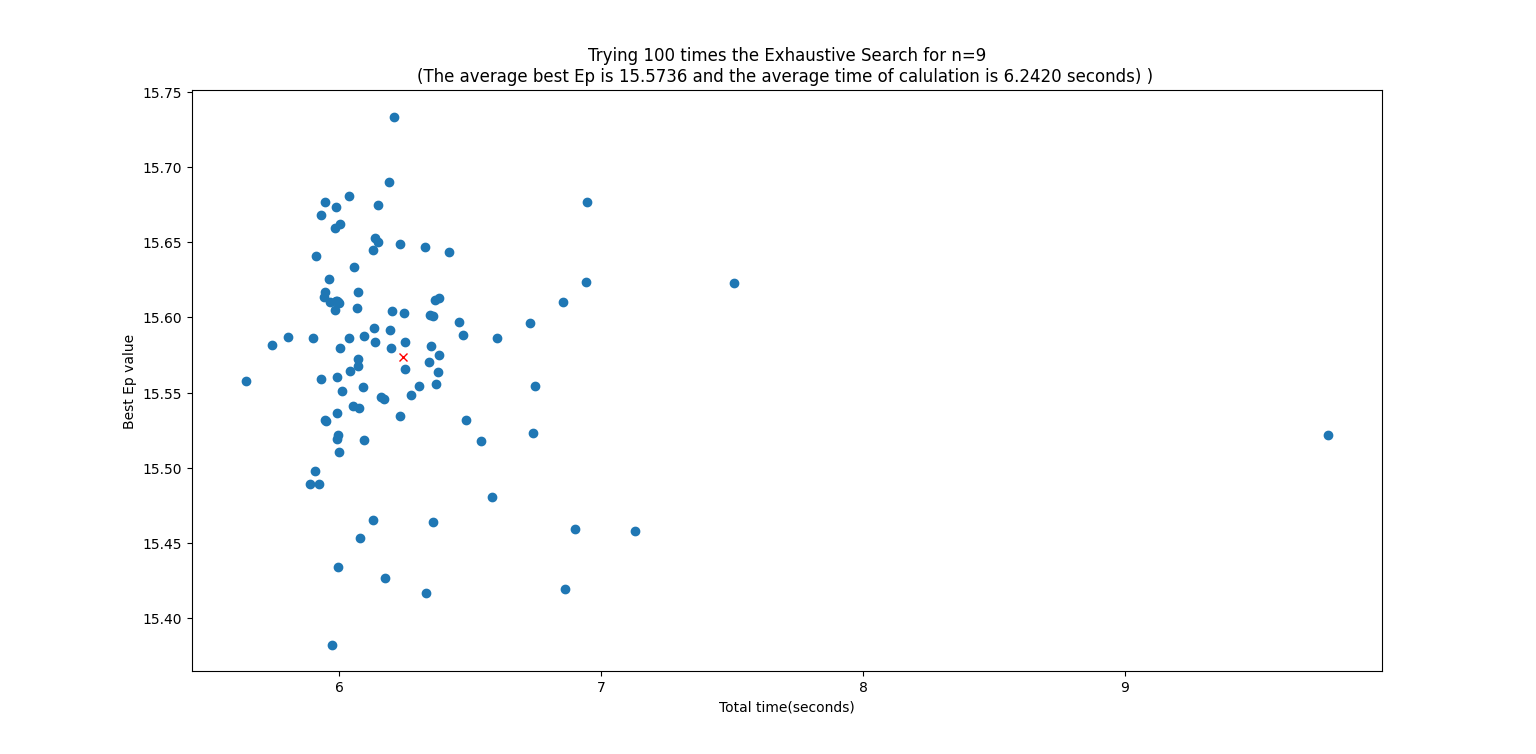 Trying 100 times the Exhaustive Search for n=9
(The average best Ep is 15.5736 and the average time of calulation is 6.2420 seconds) )
15.75
15.70
15.65
15.60
15.55
15.50
15.45
15.40
Best Ep value
6 7 8 9
Total time(seconds)